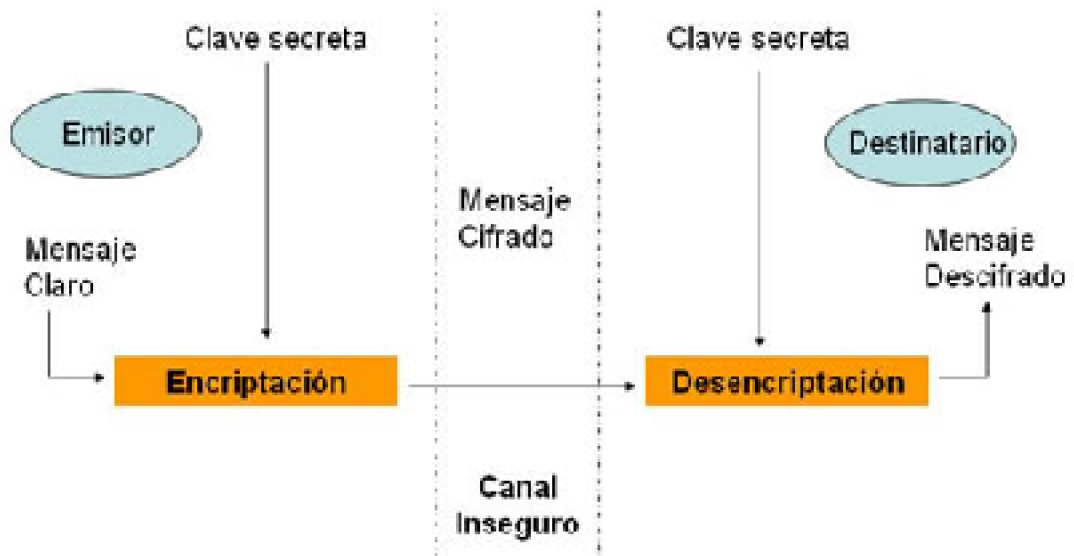 Clave secreta
Clave secreta
Emisor
Destinatario
Mensaje
Cifrado
Mensaje
Claro
Mensaje
Descifrado
Encriptación
Desencriptación
Canal
Inseguro